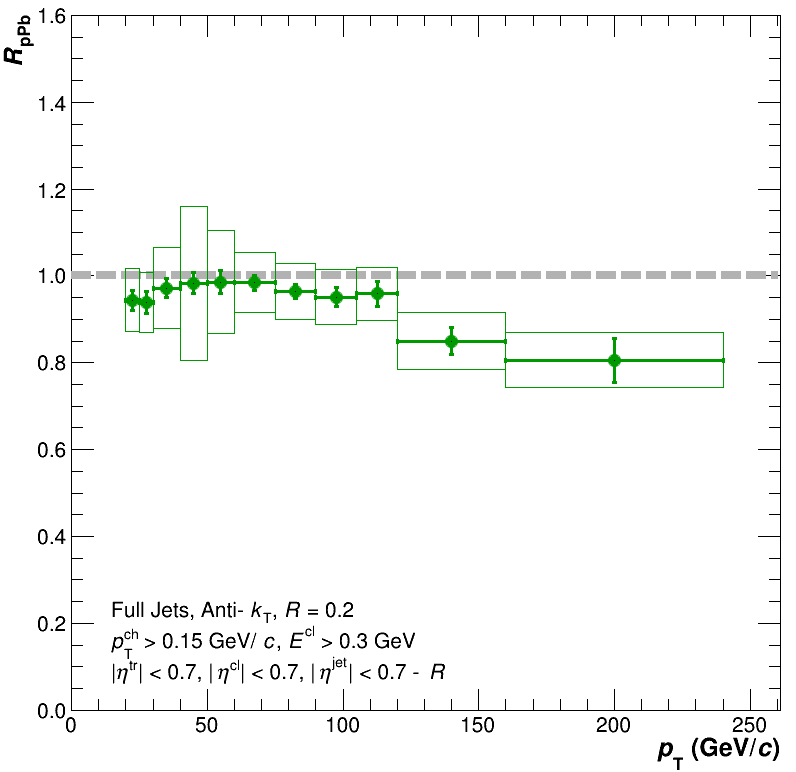 R_pPb
1.6
1.4
1.2
1.0
0.8
0.6
0.4
0.2
0.0
Full Jets, Anti- k_T, R = 0.2
p_T^ch > 0.15 GeV/ c, E^cl > 0.3 GeV
|η^tr| < 0.7, | η^cl| < 0.7, | η^jet| < 0.7 - R
0 50 100 150 200 250
p_T (GeV/c)